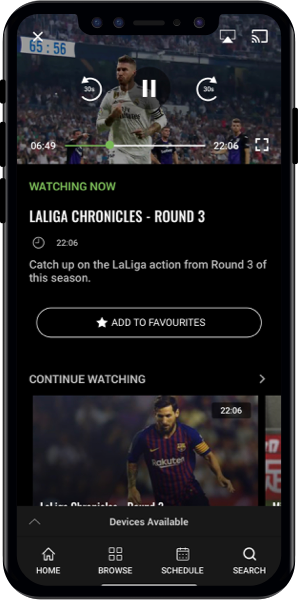 65 : 56
30s
30s
06:49
22:06
WATCHING NOW
LALIGA CHRONICLES - ROUND 3
22:06
Catch up on the LaLiga action from Round 3 of
this season.
ADD TO FAVOURITES
CONTINUE WATCHING
22:06
Rakuten
LaLiga Chronicles - Round 3
Devices Available
HOME
BROWSE
SCHEDULE
SEARCH